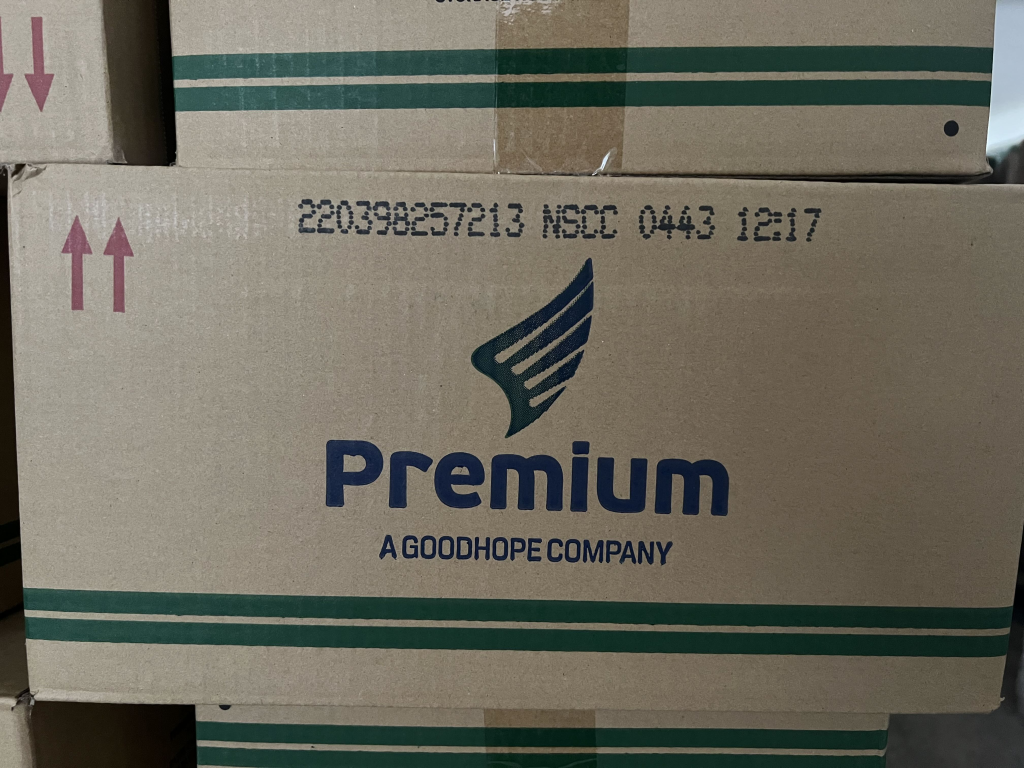 220398257213 NSCC 0443 12:17
Premium
A GOODHOPE COMPANY